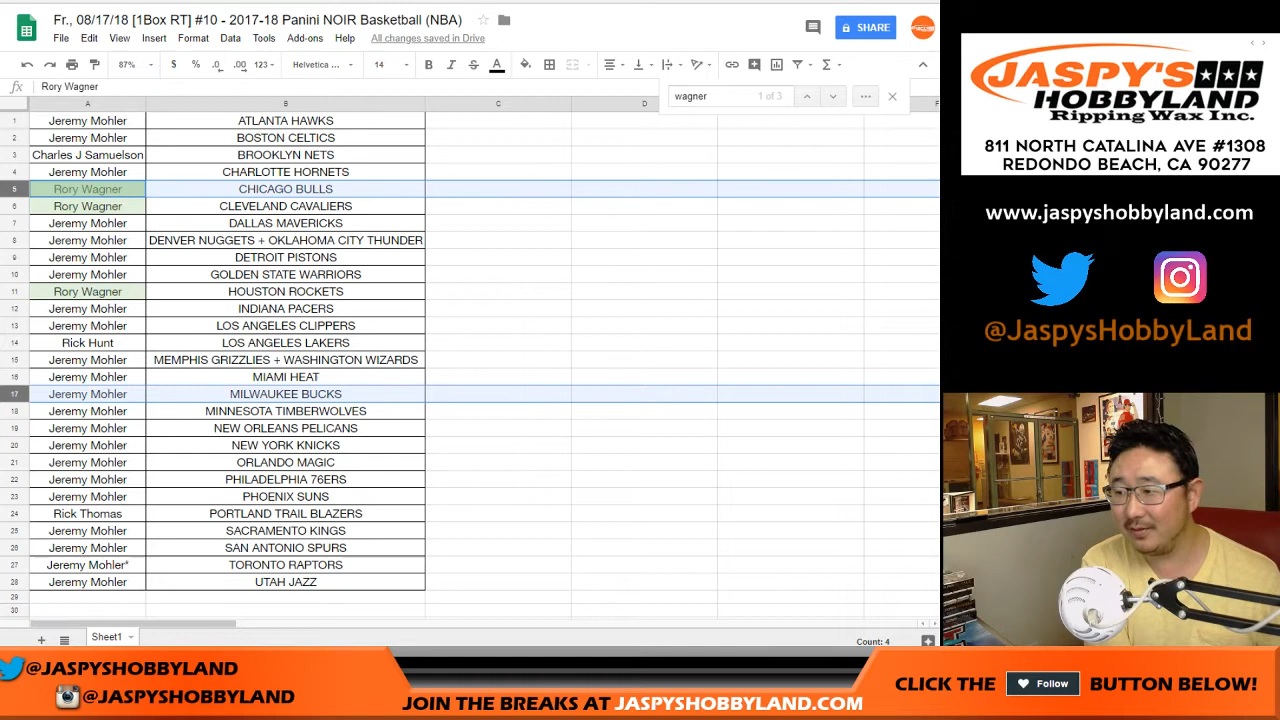 Fr., 08/17/18 [1Box RT] #10 - 2017-18 Panini NOIR Basketball (NBA)
File Edit View Insert Format Data Tools Add-ons Help All changes saved in Drive
SHARE
87% $ % .0 .00 123 Helvetica ... 14 B I S A
fx Rory Wagner
wagner 1 of 3
A B C D E F
1 Jeremy Mohler ATLANTA HAWKS
2 Jeremy Mohler BOSTON CELTICS
3 Charles J Samuelson BROOKLYN NETS
4 Jeremy Mohler CHARLOTTE HORNETS
5 Rory Wagner CHICAGO BULLS
6 Rory Wagner CLEVELAND CAVALIERS
7 Jeremy Mohler DALLAS MAVERICKS
8 Jeremy Mohler DENVER NUGGETS + OKLAHOMA CITY THUNDER
9 Jeremy Mohler DETROIT PISTONS
10 Jeremy Mohler GOLDEN STATE WARRIORS
11 Rory Wagner HOUSTON ROCKETS
12 Jeremy Mohler INDIANA PACERS
13 Jeremy Mohler LOS ANGELES CLIPPERS
14 Rick Hunt LOS ANGELES LAKERS
15 Jeremy Mohler MEMPHIS GRIZZLIES + WASHINGTON WIZARDS
16 Jeremy Mohler MIAMI HEAT
17 Jeremy Mohler MILWAUKEE BUCKS
18 Jeremy Mohler MINNESOTA TIMBERWOLVES
19 Jeremy Mohler NEW ORLEANS PELICANS
20 Jeremy Mohler NEW YORK KNICKS
21 Jeremy Mohler ORLANDO MAGIC
22 Jeremy Mohler PHILADELPHIA 76ERS
23 Jeremy Mohler PHOENIX SUNS
24 Rick Thomas PORTLAND TRAIL BLAZERS
25 Jeremy Mohler SACRAMENTO KINGS
26 Jeremy Mohler SAN ANTONIO SPURS
27 Jeremy Mohler* TORONTO RAPTORS
28 Jeremy Mohler UTAH JAZZ
29
30
Sheet1
Count: 4
JASPY'S
HOBBYLAND
Ripping Wax Inc.
811 NORTH CATALINA AVE #1308
REDONDO BEACH, CA 90277
www.jaspyshobbyland.com
@JaspysHobbyLand
@JASPYSHOBBYLAND
@JASPYSHOBBYLAND
JOIN THE BREAKS AT JASPYSHOBBYLAND.COM
CLICK THE Follow BUTTON BELOW!